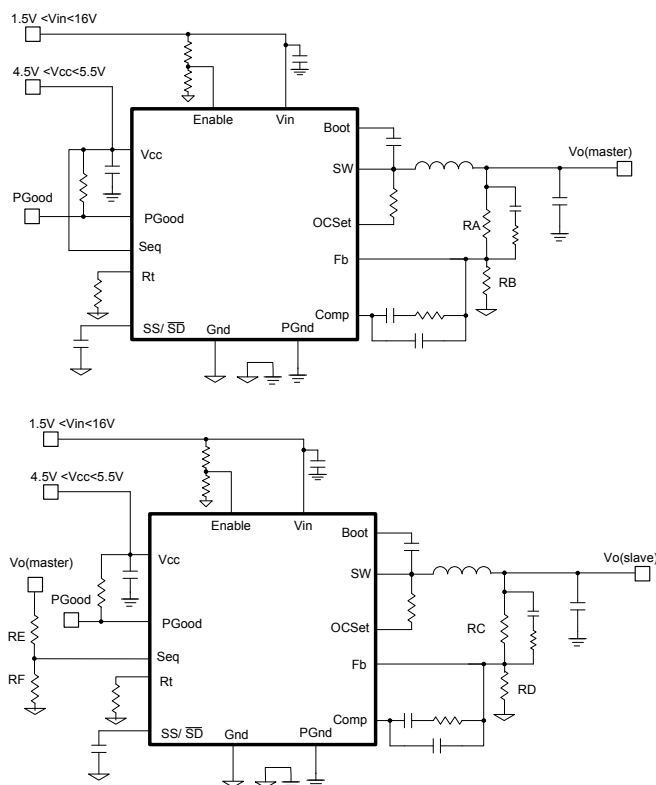 1.5V <Vin<16V
4.5V <Vcc<5.5V
Enable
Vin
Boot
Vcc
Vo(master)
SW
PGood
PGood
OCSet
RA
Seq
Fb
Rt
RB
Comp
SS/ SD
Gnd
PGnd
1.5V <Vin<16V
4.5V <Vcc<5.5V
Enable
Vin
Boot
Vo(master)
Vcc
Vo(slave)
SW
PGood
RE
PGood
OCSet
RC
Seq
Fb
RF
Rt
RD
Comp
SS/ SD
Gnd
PGnd